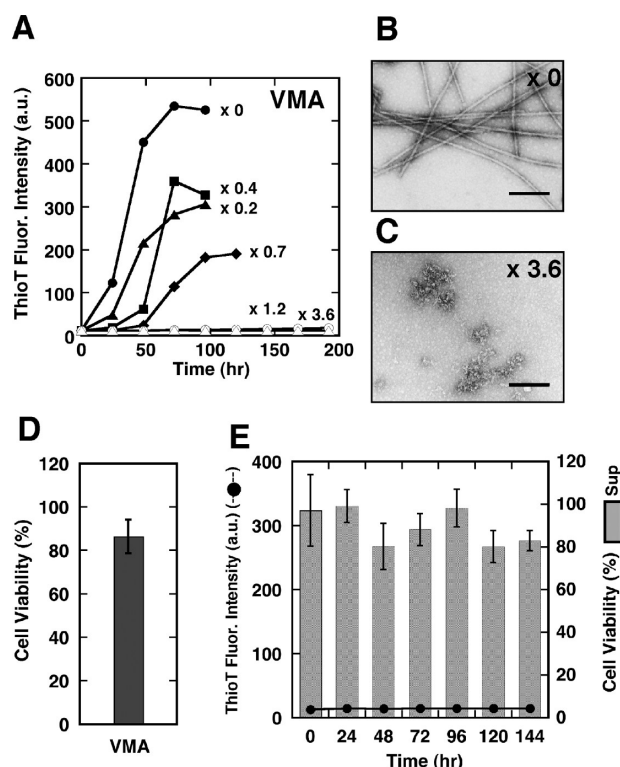 A
VMA
ThioT Fluor. Intensity (a.u.)
600
500
400
300
200
100
0
x 0
x 0.4
x 0.2
x 0.7
x 1.2
x 3.6
0 50 100 150 200
Time (hr)
B
x 0
C
x 3.6
D
Cell Viability (%)
120
100
80
60
40
20
0
VMA
E
ThioT Fluor. Intensity (a.u.) (--●--)
400
300
200
100
0
120
100
80
60
40
20
0
Cell Viability (%)
Sup
0 24 48 72 96 120 144
Time (hr)